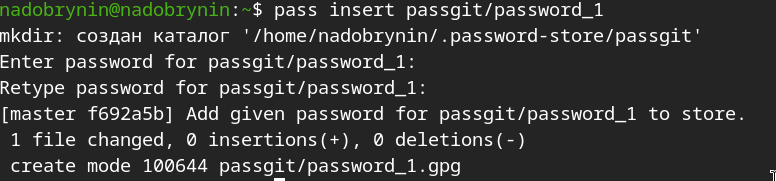 nadobrynin@nadobrynin:~$ pass insert passgit/password_1
mkdir: создан каталог '/home/nadobrynin/.password-store/passgit'
Enter password for passgit/password_1:
Retype password for passgit/password_1:
[master f692a5b] Add given password for passgit/password_1 to store.
 1 file changed, 0 insertions(+), 0 deletions(-)
 create mode 100644 passgit/password_1.gpg